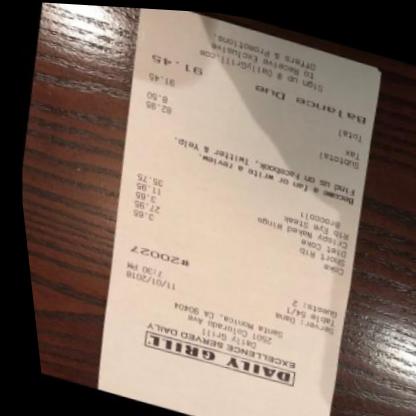 DAILY GRILL
EXCELLENCE SERVED DAILY
Daily Grill
2501 Colorado Ave
Santa Monica, CA 90404
Server: Dana 11/01/2018
Table 54/1 7:30 PM
Guests: 2
#20027
Coke 3.65
Short Rib 27.95
Diet Coke 3.65
Crispy Naked Wings 11.95
Rib Eye Steak 35.75
Broccoli
Become a fan or write a review.
Find us on Facebook, Twitter & Yelp.
Subtotal 82.95
Tax 8.50
Total 91.45
Balance Due 91.45
Sign up @ DailyGrill.com
to Receive Exclusive
Offers & Promotions.